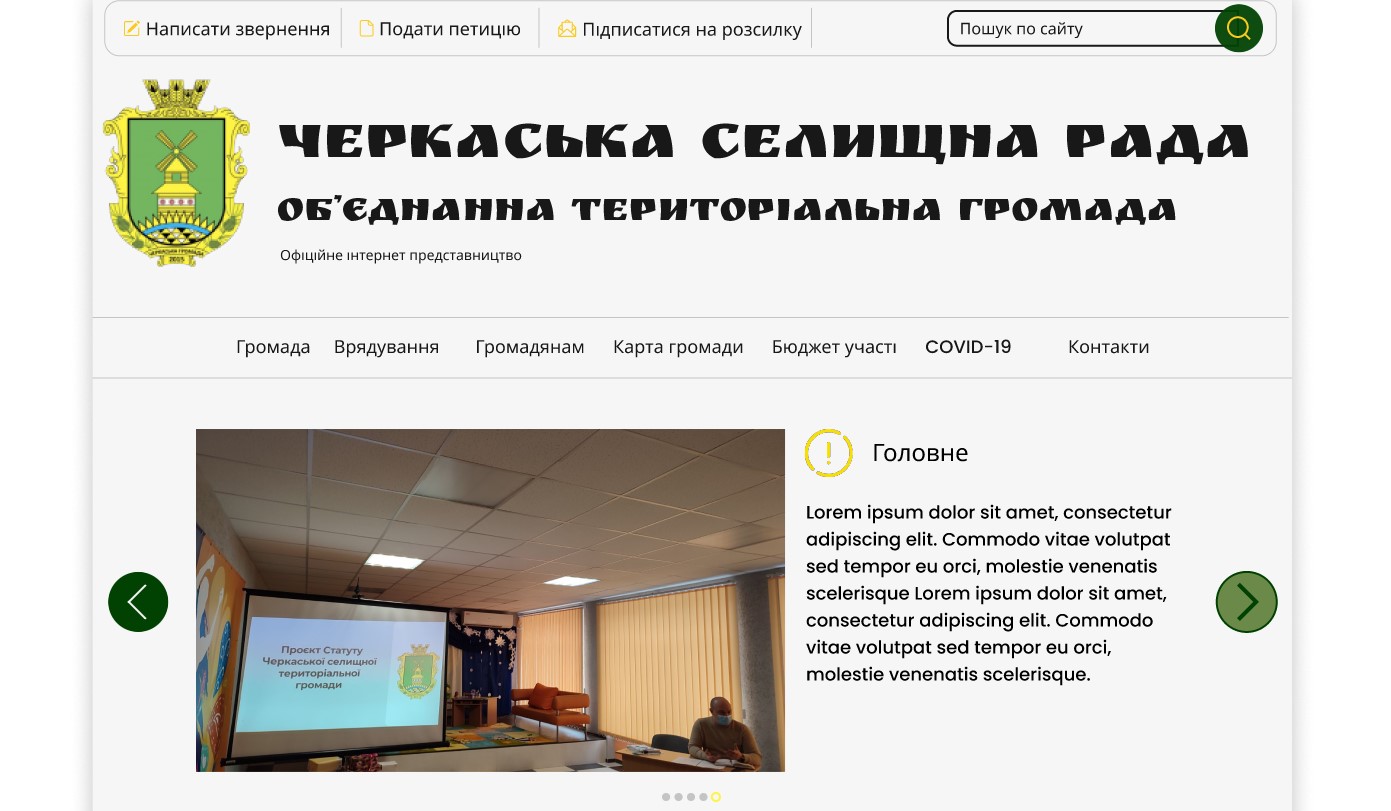 Написати звернення
Подати петицію
Підписатися на розсилку
Пошук по сайту
ЧЕРКАСЬКА СЕЛИЩНА РАДА
ОБ'ЄДНАННА ТЕРИТОРІАЛЬНА ГРОМАДА
Офіційне інтернет представництво
ЧЕРКАСЬКА ГРОМАДА
2015
Громада
Врядування
Громадянам
Карта громади
Бюджет участі
COVID-19
Контакти
Проєкт Статуту
Черкаської селищної
територіальної
громади
Головне
Lorem ipsum dolor sit amet, consectetur
adipiscing elit. Commodo vitae volutpat
sed tempor eu orci, molestie venenatis
scelerisque Lorem ipsum dolor sit amet,
consectetur adipiscing elit. Commodo
vitae volutpat sed tempor eu orci,
molestie venenatis scelerisque.